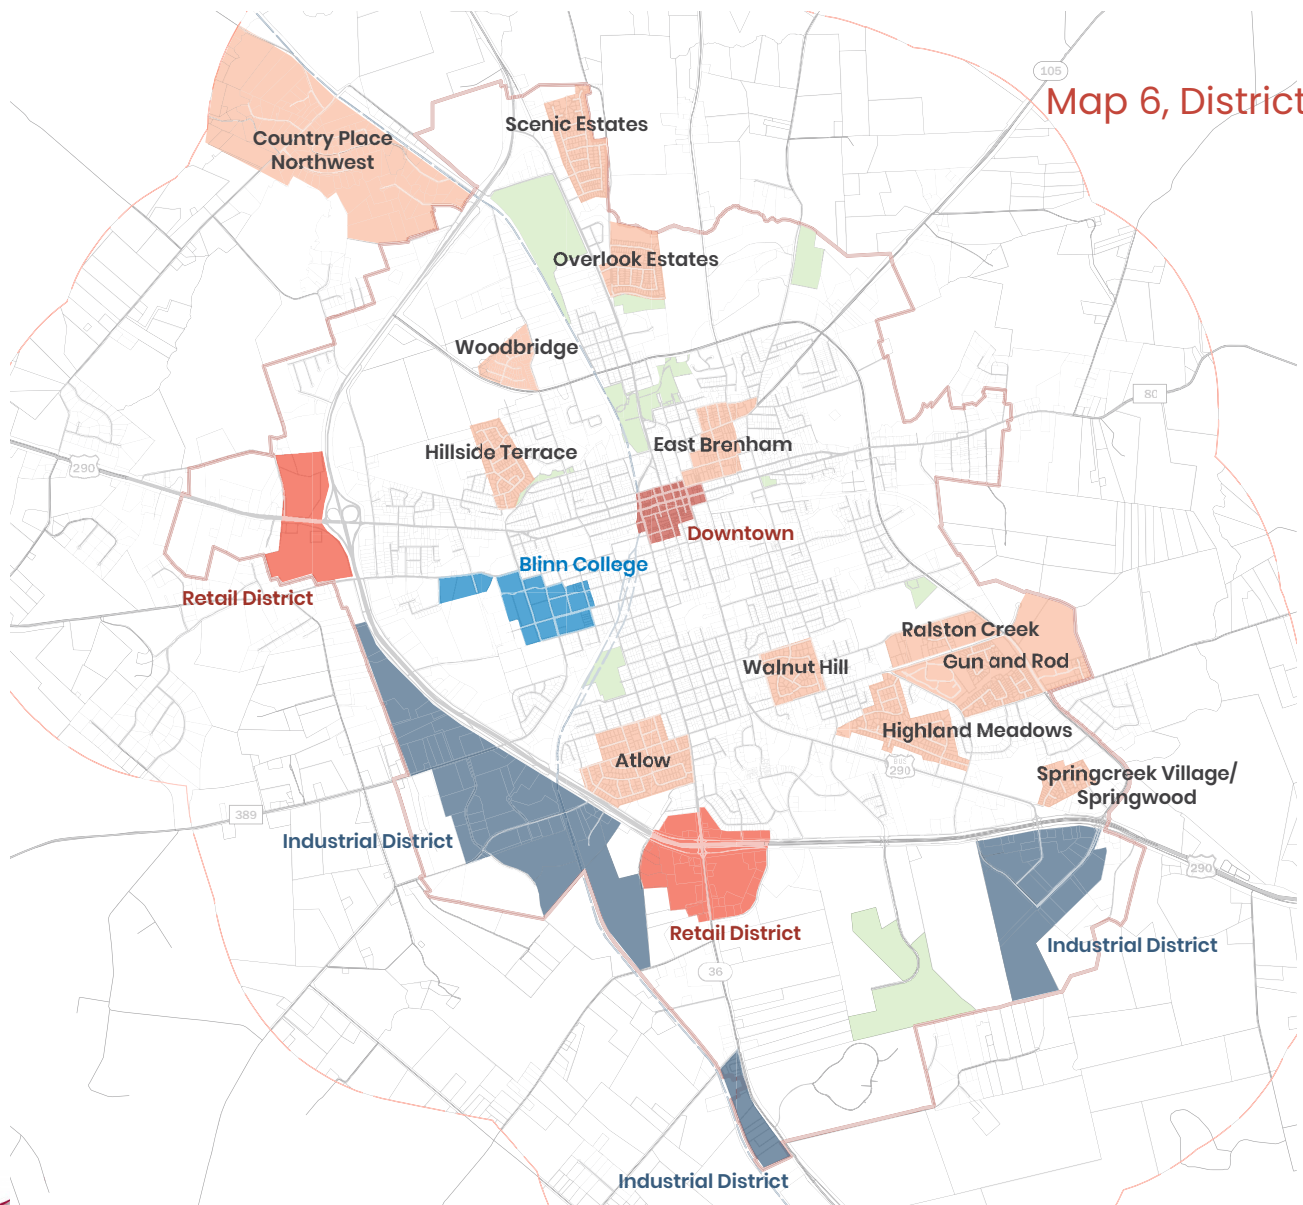 105
Map 6, District
Scenic Estates
Country Place
Northwest
Overlook Estates
Woodbridge
80
Hillside Terrace
East Brenham
290
Downtown
Blinn College
Retail District
Ralston Creek
Gun and Rod
Walnut Hill
Highland Meadows
Atlow
290
Springcreek Village/
Springwood
389
Industrial District
290
Retail District
Industrial District
36
Industrial District